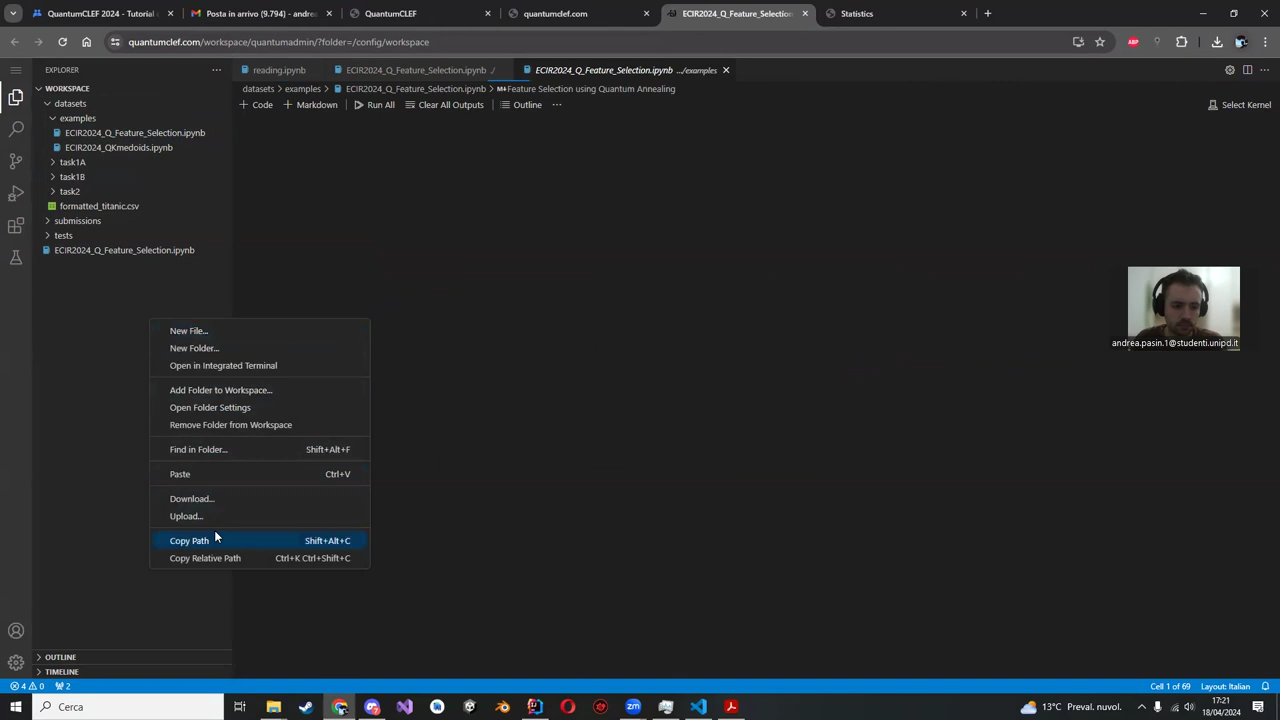 QuantumCLEF 2024 - Tutorial
Posta in arrivo (9.794) - andrea
QuantumCLEF
quantumclef.com
ECIR2024_Q_Feature_Selection
Statistics
quantumclef.com/workspace/quantumadmin/?folder=/config/workspace
EXPLORER
reading.ipynb
ECIR2024_Q_Feature_Selection.ipynb ./
ECIR2024_Q_Feature_Selection.ipynb .../examples
WORKSPACE
datasets
examples
ECIR2024_Q_Feature_Selection.ipynb
ECIR2024_QKmedoids.ipynb
task1A
task1B
task2
formatted_titanic.csv
submissions
tests
ECIR2024_Q_Feature_Selection.ipynb
datasets > examples > ECIR2024_Q_Feature_Selection.ipynb > Feature Selection using Quantum Annealing
+ Code + Markdown Run All Clear All Outputs Outline ...
Select Kernel
New File...
New Folder...
Open in Integrated Terminal
Add Folder to Workspace...
Open Folder Settings
Remove Folder from Workspace
Find in Folder... Shift+Alt+F
Paste Ctrl+V
Download...
Upload...
Copy Path Shift+Alt+C
Copy Relative Path Ctrl+K Ctrl+Shift+C
andrea.pasin.1@studenti.unipd.it
OUTLINE
TIMELINE
4 0 2
Cell 1 of 69 Layout: Italian
Cerca
13°C Preval. nuvol.
17:21
18/04/2024